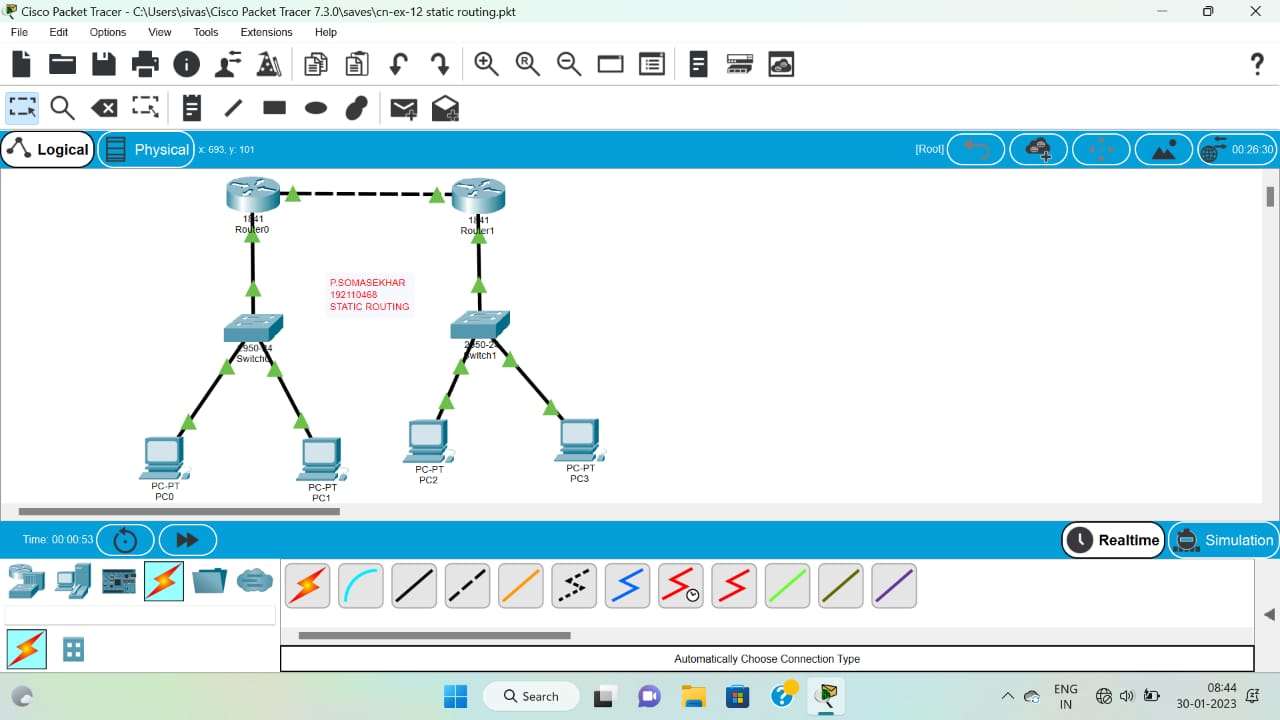 Cisco Packet Tracer - C:\Users\sivas\Cisco Packet Tracer 7.3.0\saves\cn-ex-12 static routing.pkt
File Edit Options View Tools Extensions Help
Logical Physical x: 693, y: 101 [Root] 00:26:30
1841
Router0
1841
Router1
P.SOMASEKHAR
192110468
STATIC ROUTING
2950-24
Switch0
2950-24
Switch1
PC-PT
PC0
PC-PT
PC1
PC-PT
PC2
PC-PT
PC3
Time: 00:00:53 Realtime Simulation
Automatically Choose Connection Type
Search
ENG
IN
08:44
30-01-2023